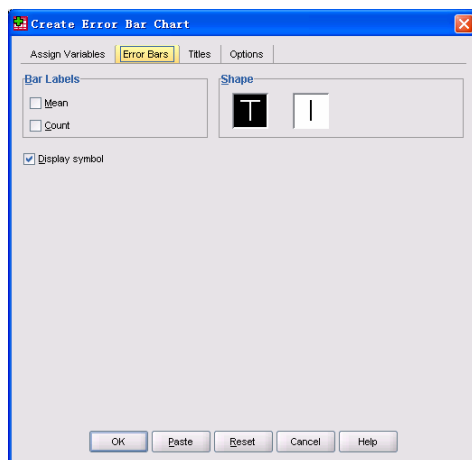 Create Error Bar Chart
Assign Variables Error Bars Titles Options
Bar Labels
Mean
Count
Shape
Display symbol
OK Paste Reset Cancel Help